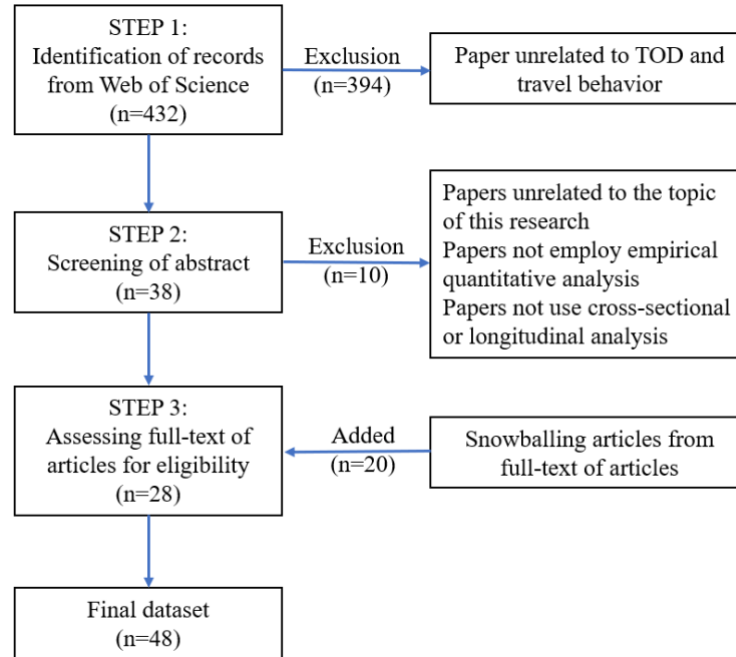 STEP 1:
Identification of records
from Web of Science
(n=432)
Exclusion
(n=394)
Paper unrelated to TOD and
travel behavior
STEP 2:
Screening of abstract
(n=38)
Exclusion
(n=10)
Papers unrelated to the topic
of this research
Papers not employ empirical
quantitative analysis
Papers not use cross-sectional
or longitudinal analysis
STEP 3:
Assessing full-text of
articles for eligibility
(n=28)
Added
(n=20)
Snowballing articles from
full-text of articles
Final dataset
(n=48)